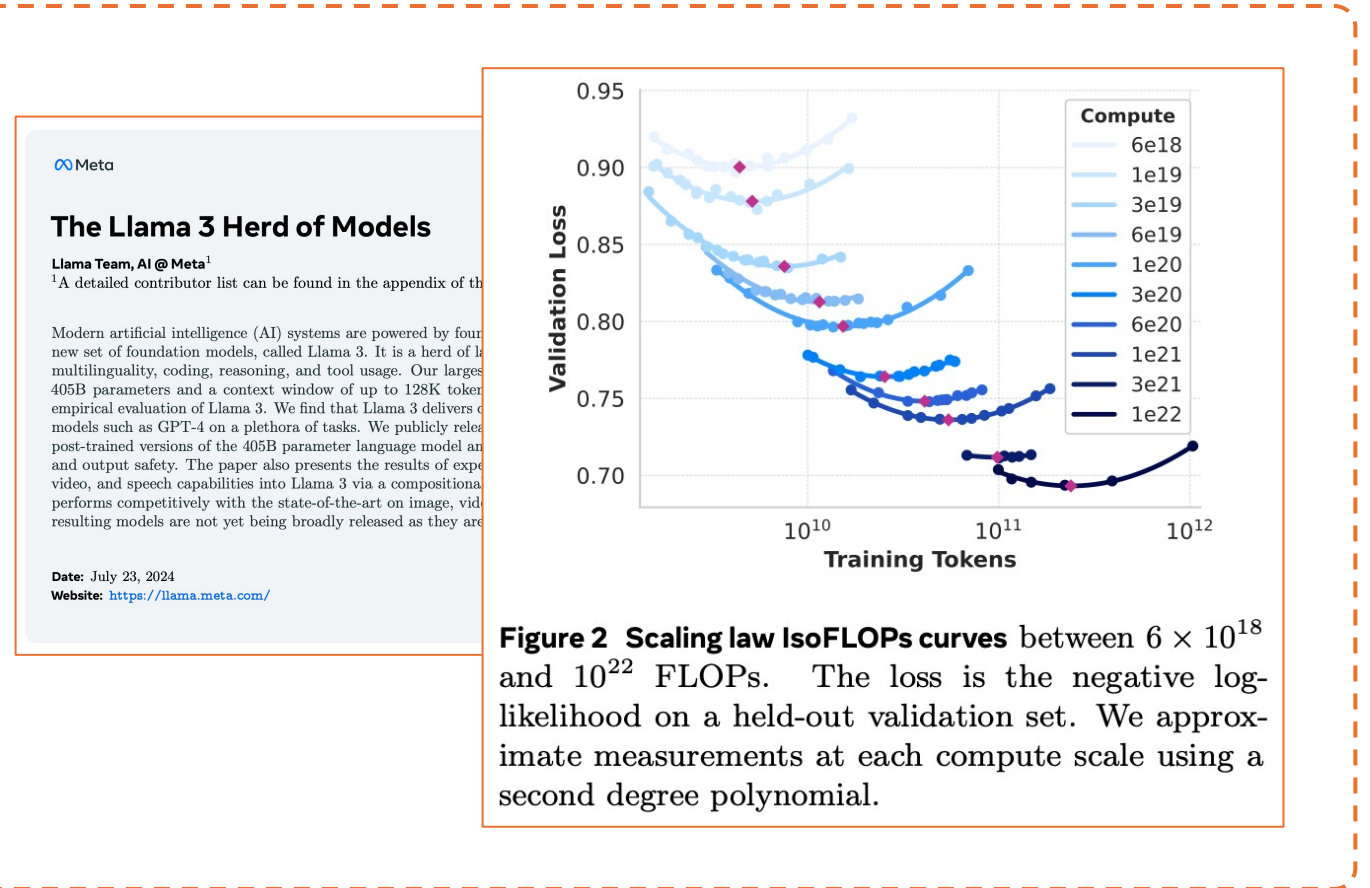 Meta
The Llama 3 Herd of Models
Llama Team, AI @ Meta¹
¹A detailed contributor list can be found in the appendix of th
Modern artificial intelligence (AI) systems are powered by
new set of foundation models, called Llama 3. It is a herd of
multilinguality, coding, reasoning, and tool usage. Our larges
405B parameters and a context window of up to 128K token
empirical evaluation of Llama 3. We find that Llama 3 delivers
models such as GPT-4 on a plethora of tasks. We publicly relea
post-trained versions of the 405B parameter language model an
and output safety. The paper also presents the results of expe
video, and speech capabilities into Llama 3 via a compositiona
performs competitively with the state-of-the-art on image, vid
resulting models are not yet being broadly released as they are
Date: July 23, 2024
Website: https://llama.meta.com/
0.95
0.90
0.85
0.80
0.75
0.70
Validation Loss
10¹⁰
10¹¹
10¹²
Training Tokens
Compute
6e18
1e19
3e19
6e19
1e20
3e20
6e20
1e21
3e21
1e22
Figure 2 Scaling law IsoFLOPs curves between 6 × 10¹⁸
and 10²² FLOPs. The loss is the negative log-
likelihood on a held-out validation set. We approx-
imate measurements at each compute scale using a
second degree polynomial.